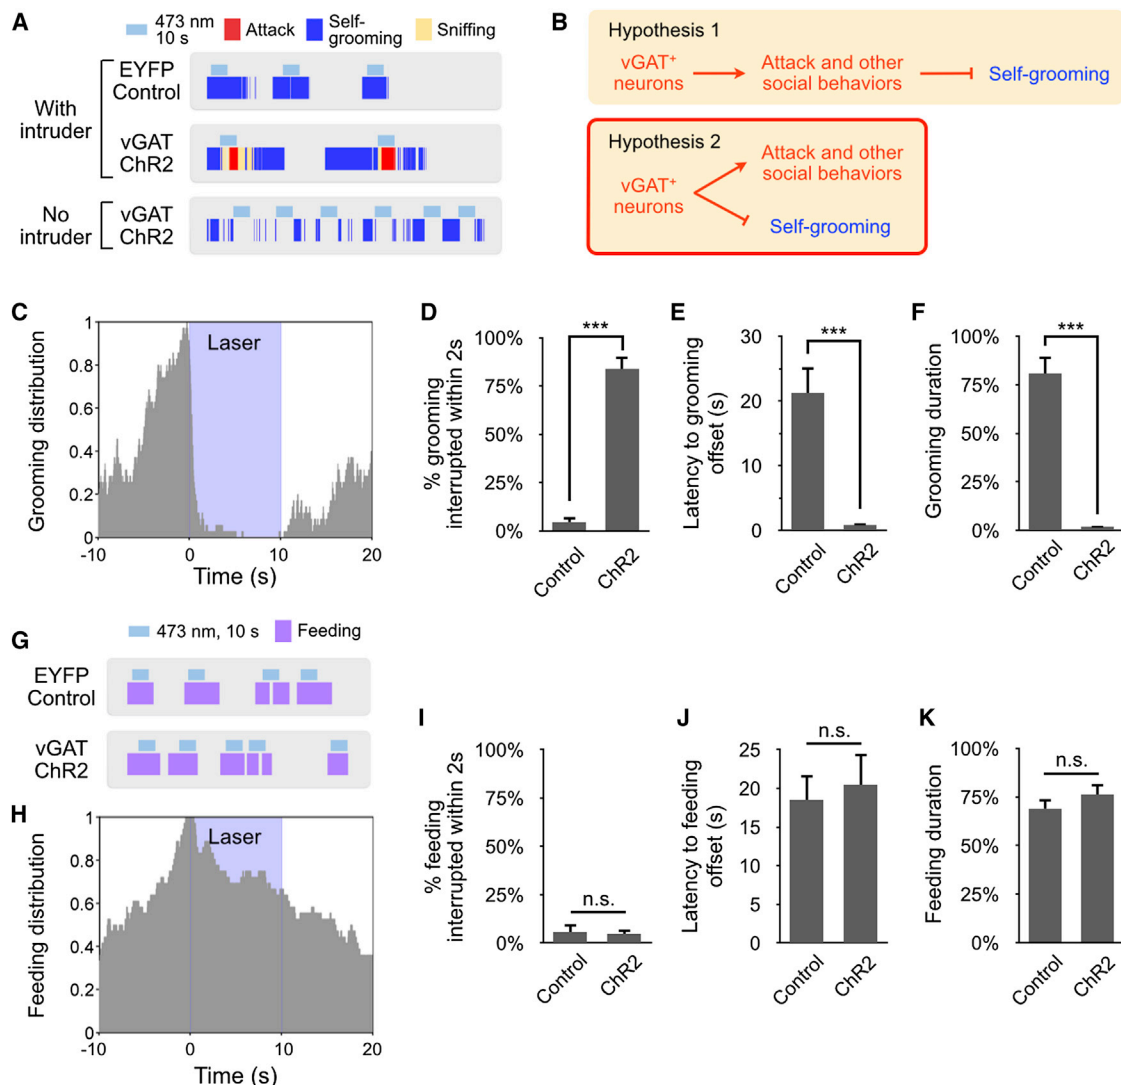 A
473 nm
10 s
Attack
Self-
grooming
Sniffing
With
intruder
EYFP
Control
vGAT
ChR2
No
intruder
vGAT
ChR2
B
Hypothesis 1
vGAT⁺
neurons
Attack and other
social behaviors
Self-grooming
Hypothesis 2
vGAT⁺
neurons
Attack and other
social behaviors
Self-grooming
C
Grooming distribution
1
0.8
0.6
0.4
0.2
0
Laser
-10
0
10
20
Time (s)
D
% grooming
interrupted within 2s
100%
75%
50%
25%
0%
***
Control
ChR2
E
Latency to grooming
offset (s)
30
20
10
0
***
Control
ChR2
F
Grooming duration
100%
75%
50%
25%
0%
***
Control
ChR2
G
473 nm, 10 s
Feeding
EYFP
Control
vGAT
ChR2
H
Feeding distribution
1
0.8
0.6
0.4
0.2
0
Laser
-10
0
10
20
Time (s)
I
% feeding
interrupted within 2s
100%
75%
50%
25%
0%
n.s.
Control
ChR2
J
Latency to feeding
offset (s)
25
20
15
10
5
0
n.s.
Control
ChR2
K
Feeding duration
100%
75%
50%
25%
0%
n.s.
Control
ChR2